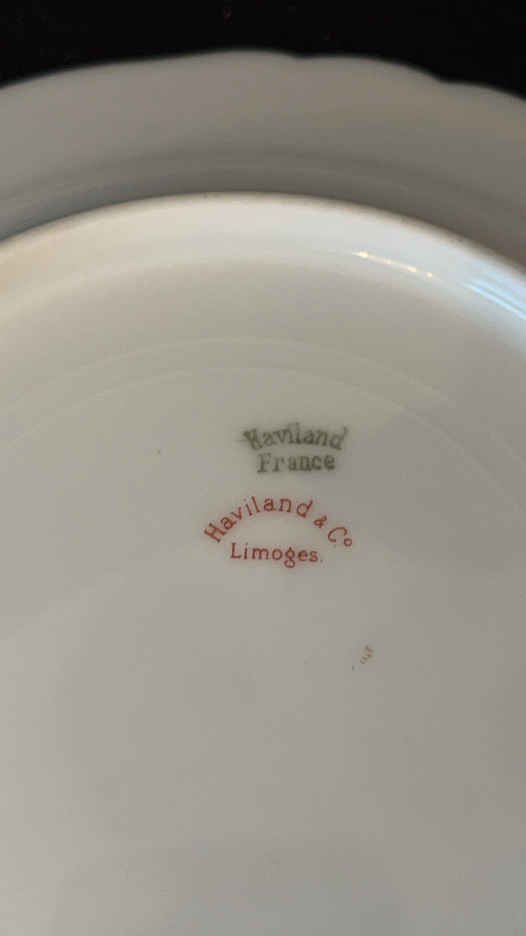 Haviland
France
Haviland & Co
Limoges.